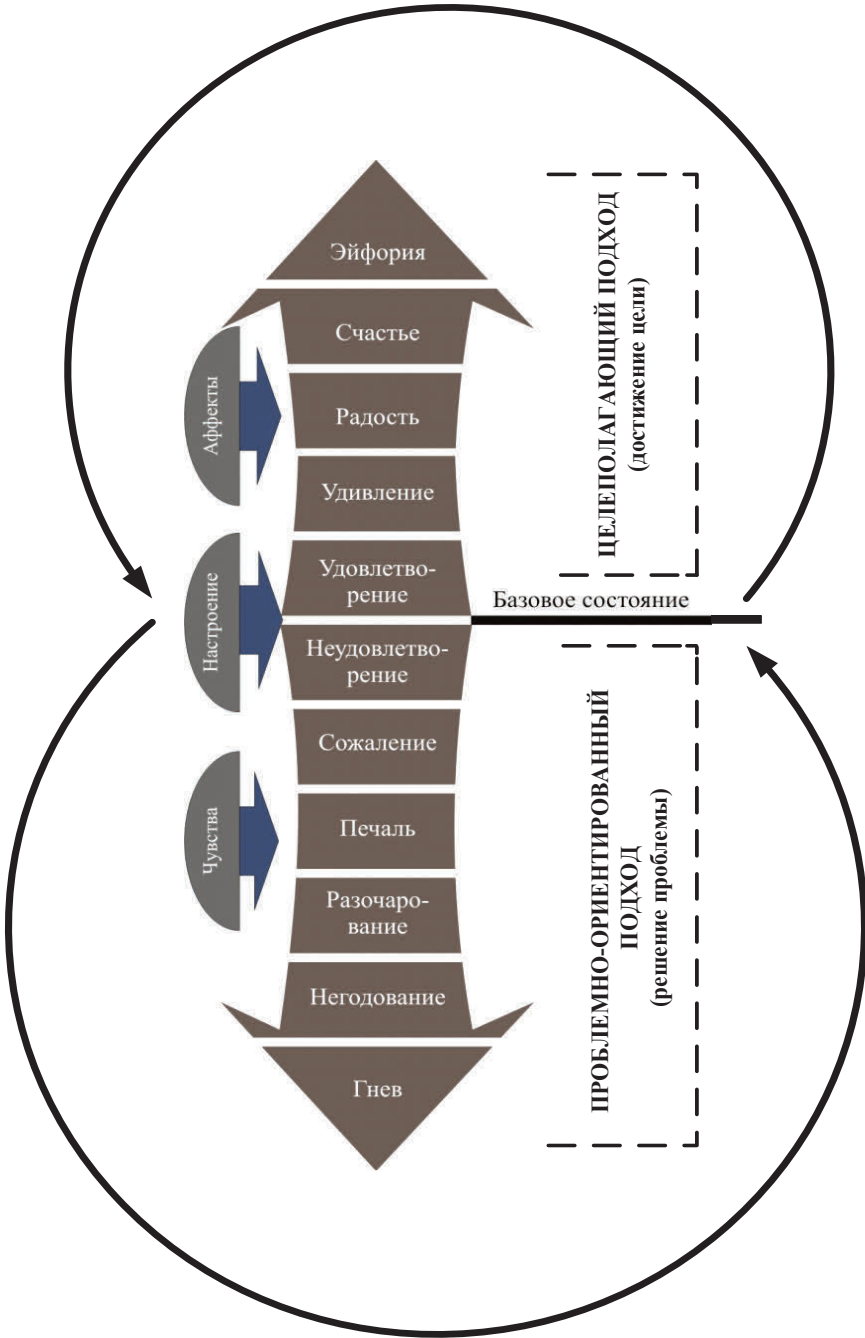 Эйфория
Счастье
Радость
Удивление
Удовлетво-
рение
Неудовлетво-
рение
Сожаление
Печаль
Разочаро-
вание
Негодование
Гнев
Аффекты
Настроение
Чувства
Базовое состояние
ЦЕЛЕПОЛАГАЮЩИЙ ПОДХОД
(достижение цели)
ПРОБЛЕМНО-ОРИЕНТИРОВАННЫЙ
ПОДХОД
(решение проблемы)